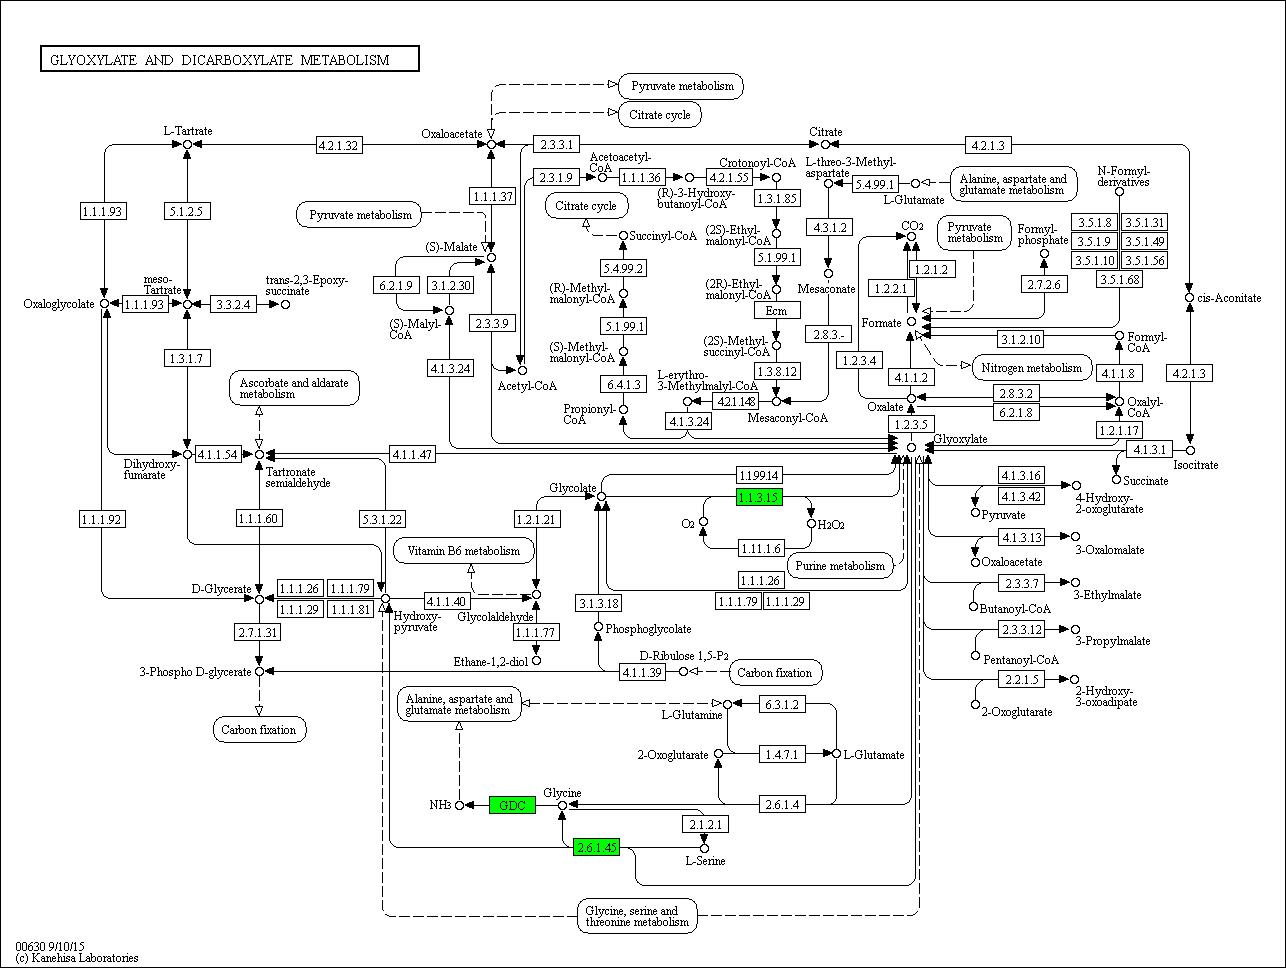 GLYOXYLATE AND DICARBOXYLATE METABOLISM
Pyruvate metabolism
Citrate cycle
L-Tartrate
Oxaloacetate
Citrate
4.2.1.32
2.3.3.1
4.2.1.3
Acetoacetyl-
CoA
Crotonoyl-CoA
L-threo-3-Methyl-
aspartate
2.3.1.9
1.1.1.36
4.2.1.55
5.4.99.1
Alanine, aspartate and
glutamate metabolism
N-Formyl-
derivatives
(R)-3-Hydroxy-
butanoyl-CoA
L-Glutamate
1.1.1.37
1.3.1.85
1.1.1.93
5.1.2.5
Pyruvate metabolism
Citrate cycle
4.3.1.2
CO2
Pyruvate
metabolism
Formyl-
phosphate
3.5.1.8
3.5.1.31
3.5.1.9
3.5.1.49
3.5.1.10
3.5.1.56
3.5.1.68
(S)-Malate
Succinyl-CoA
(2S)-Ethyl-
malonyl-CoA
5.4.99.2
5.1.99.1
1.2.1.2
1.2.2.1
2.7.2.6
meso-
Tartrate
trans-2,3-Epoxy-
succinate
6.2.1.9
3.1.2.30
(R)-Methyl-
malonyl-CoA
(2R)-Ethyl-
malonyl-CoA
Mesaconate
cis-Aconitate
Oxaloglycolate
1.1.1.93
3.3.2.4
(S)-Malyl-
CoA
2.3.3.9
5.1.99.1
Ecm
Formate
2.8.3.-
3.1.2.10
Formyl-
CoA
(S)-Methyl-
malonyl-CoA
(2S)-Methyl-
succinyl-CoA
1.3.1.7
4.1.3.24
1.2.3.4
Nitrogen metabolism
Acetyl-CoA
6.4.1.3
L-erythro-
3-Methylmalyl-CoA
1.3.8.12
4.1.1.2
4.1.1.8
4.2.1.3
Ascorbate and aldarate
metabolism
4.2.1.148
2.8.3.2
6.2.1.8
Oxalyl-
CoA
Propionyl-
CoA
4.1.3.24
Mesaconyl-CoA
Oxalate
1.2.3.5
1.2.1.17
Glyoxylate
Dihydroxy-
fumarate
4.1.1.54
4.1.1.47
4.1.3.1
Isocitrate
Tartronate
semialdehyde
Succinate
1.1.99.14
Glycolate
1.1.3.15
4.1.3.16
4.1.3.42
4-Hydroxy-
2-oxoglutarate
Pyruvate
1.1.1.92
1.1.1.60
5.3.1.22
1.2.1.21
O2
H2O2
1.11.1.6
4.1.3.13
3-Oxalomalate
Oxaloacetate
Vitamin B6 metabolism
Purine metabolism
D-Glycerate
1.1.1.26
1.1.1.79
1.1.1.29
1.1.1.81
4.1.1.40
1.1.1.26
1.1.1.79
1.1.1.29
2.3.3.7
3-Ethylmalate
Butanoyl-CoA
Hydroxy-
pyruvate
Glycolaldehyde
3.1.3.18
2.7.1.31
1.1.1.77
Phosphoglycolate
2.3.3.12
3-Propylmalate
Pentanoyl-CoA
Ethane-1,2-diol
D-Ribulose 1,5-P2
3-Phospho D-glycerate
4.1.1.39
Carbon fixation
2.2.1.5
2-Hydroxy-
3-oxoadipate
2-Oxoglutarate
Carbon fixation
Alanine, aspartate and
glutamate metabolism
6.3.1.2
L-Glutamine
2-Oxoglutarate
1.4.7.1
L-Glutamate
NH3
GDC
Glycine
2.6.1.4
2.1.2.1
2.6.1.45
L-Serine
Glycine, serine and
threonine metabolism
00630 9/10/15
(c) Kanehisa Laboratories